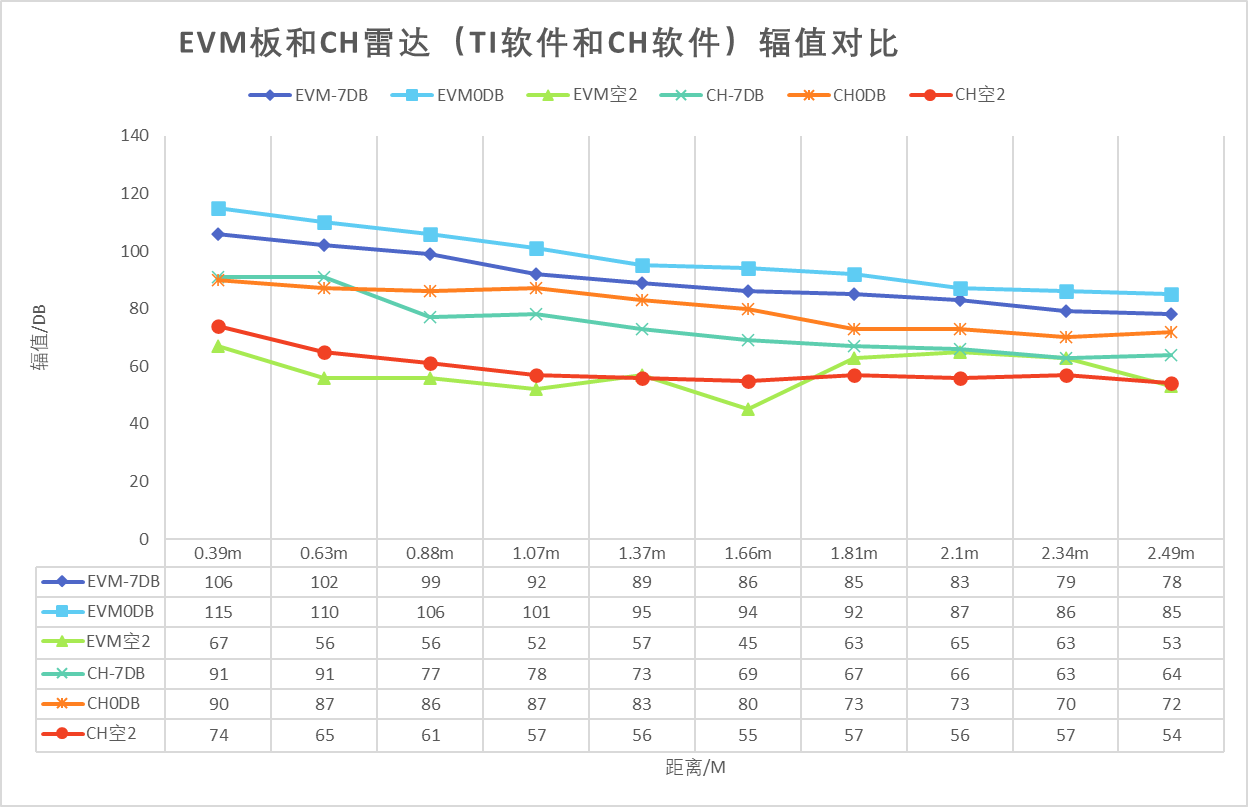 EVM板和CH雷达（TI软件和CH软件）辐值对比
EVM-7DB EVM0DB EVM空2 CH-7DB CH0DB CH空2
140
120
100
80
60
40
20
0
辐值/DB
0.39m 0.63m 0.88m 1.07m 1.37m 1.66m 1.81m 2.1m 2.34m 2.49m
EVM-7DB 106 102 99 92 89 86 85 83 79 78
EVM0DB 115 110 106 101 95 94 92 87 86 85
EVM空2 67 56 56 52 57 45 63 65 63 53
CH-7DB 91 91 77 78 73 69 67 66 63 64
CH0DB 90 87 86 87 83 80 73 73 70 72
CH空2 74 65 61 57 56 55 57 56 57 54
距离/M